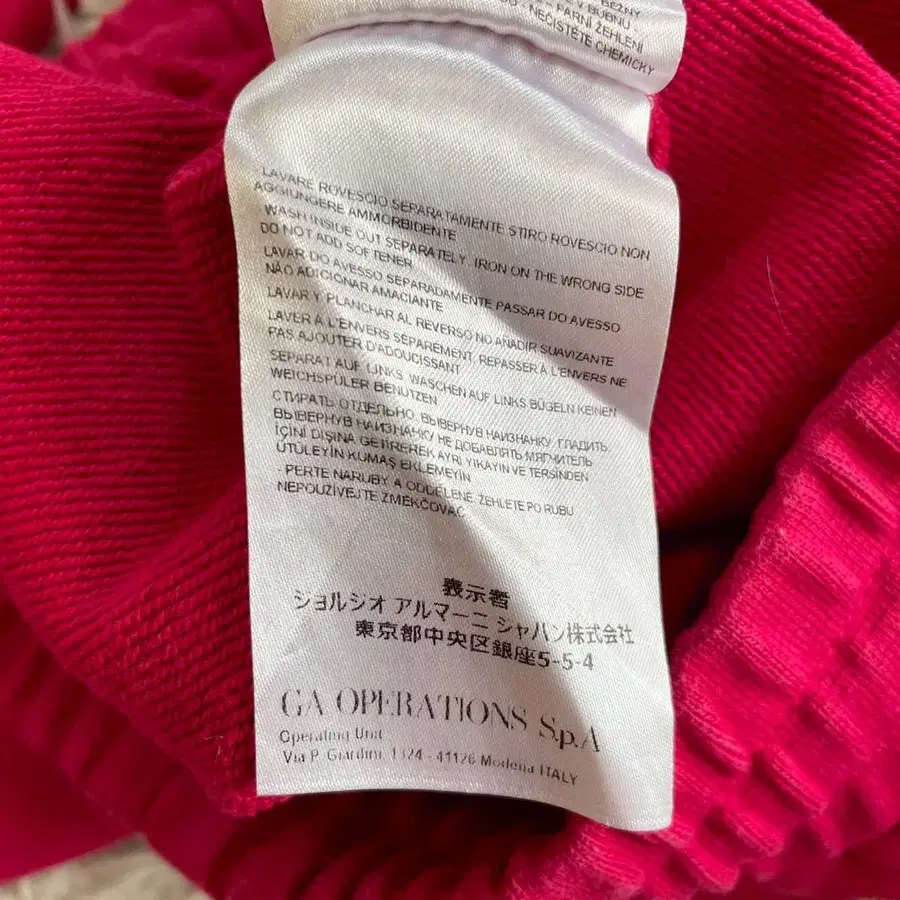 BĚŽNÝ
V BUBNU
- PARNÍ ŽEHLENÍ
- NEČISTĚTE CHEMICKY
LAVARE ROVESCIO SEPARATAMENTE STIRO ROVESCIO NON
AGGIUNGERE AMMORBIDENTE
WASH INSIDE OUT SEPARATELY. IRON ON THE WRONG SIDE
DO NOT ADD SOFTENER
LAVAR DO AVESSO SEPARADAMENTE PASSAR DO AVESSO
NÃO ADICIONAR AMACIANTE
LAVAR Y PLANCHAR AL REVERSO NO AÑADIR SUAVIZANTE
LAVER À L'ENVERS SÉPAREMENT, REPASSER À L'ENVERS NE
PAS AJOUTER D'ADOUCISSANT
SEPARAT AUF LINKS WASCHEN AUF LINKS BÜGELN KEINEN
WEICHSPÜLER BENUTZEN
СТИРАТЬ ОТДЕЛЬНО, ВЫВЕРНУВ НАИЗНАНКУ. ГЛАДИТЬ,
ВЫВЕРНУВ НАИЗНАНКУ НЕ ДОБАВЛЯТЬ МЯГЧИТЕЛЬ
İÇİNİ DIŞINA GETİREREK AYRI YIKAYIN VE TERSİNDEN
ÜTÜLEYİN KUMAŞ EKLEMEYİN
- PERTE NARUBY A ODDĚLENĚ ŽEHLETE PO RUBU
NEPOUŽÍVEJTE ZMĚKČOVAČ
表示者
ジョルジオ アルマーニ ジャパン株式会社
東京都中央区銀座5-5-4
GA OPERATIONS S.p.A
Operating Unit
Via P. Giardini, 1324 - 41126 Modena ITALY